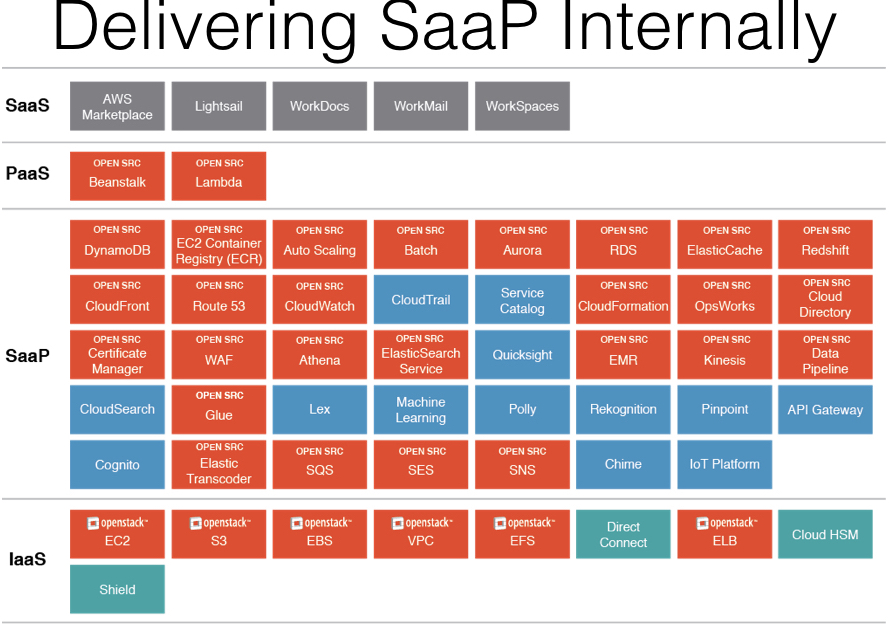 Delivering SaaP Internally
SaaS
AWS
Marketplace
Lightsail
WorkDocs
WorkMail
WorkSpaces
PaaS
OPEN SRC
Beanstalk
OPEN SRC
Lambda
SaaP
OPEN SRC
DynamoDB
OPEN SRC
EC2 Container
Registry (ECR)
OPEN SRC
Auto Scaling
OPEN SRC
Batch
OPEN SRC
Aurora
OPEN SRC
RDS
OPEN SRC
ElasticCache
OPEN SRC
Redshift
OPEN SRC
CloudFront
OPEN SRC
Route 53
OPEN SRC
CloudWatch
CloudTrail
Service
Catalog
OPEN SRC
CloudFormation
OPEN SRC
OpsWorks
OPEN SRC
Cloud
Directory
OPEN SRC
Certificate
Manager
OPEN SRC
WAF
OPEN SRC
Athena
OPEN SRC
ElasticSearch
Service
Quicksight
OPEN SRC
EMR
OPEN SRC
Kinesis
OPEN SRC
Data
Pipeline
CloudSearch
OPEN SRC
Glue
Lex
Machine
Learning
Polly
Rekognition
Pinpoint
API Gateway
Cognito
OPEN SRC
Elastic
Transcoder
OPEN SRC
SQS
OPEN SRC
SES
OPEN SRC
SNS
Chime
IoT Platform
IaaS
openstack™
EC2
openstack™
S3
openstack™
EBS
openstack™
VPC
openstack™
EFS
Direct
Connect
openstack™
ELB
Cloud HSM
Shield